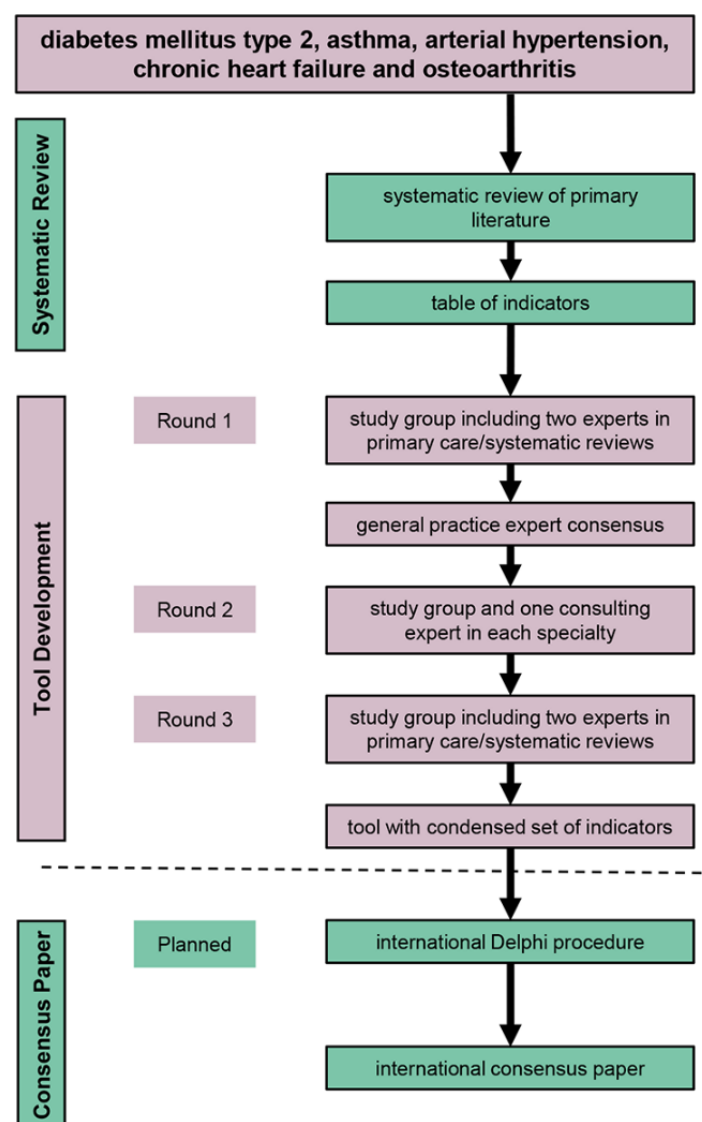 diabetes mellitus type 2, asthma, arterial hypertension,
chronic heart failure and osteoarthritis
Systematic Review
systematic review of primary
literature
table of indicators
Tool Development
Round 1
study group including two experts in
primary care/systematic reviews
general practice expert consensus
Round 2
study group and one consulting
expert in each specialty
Round 3
study group including two experts in
primary care/systematic reviews
tool with condensed set of indicators
Consensus Paper
Planned
international Delphi procedure
international consensus paper